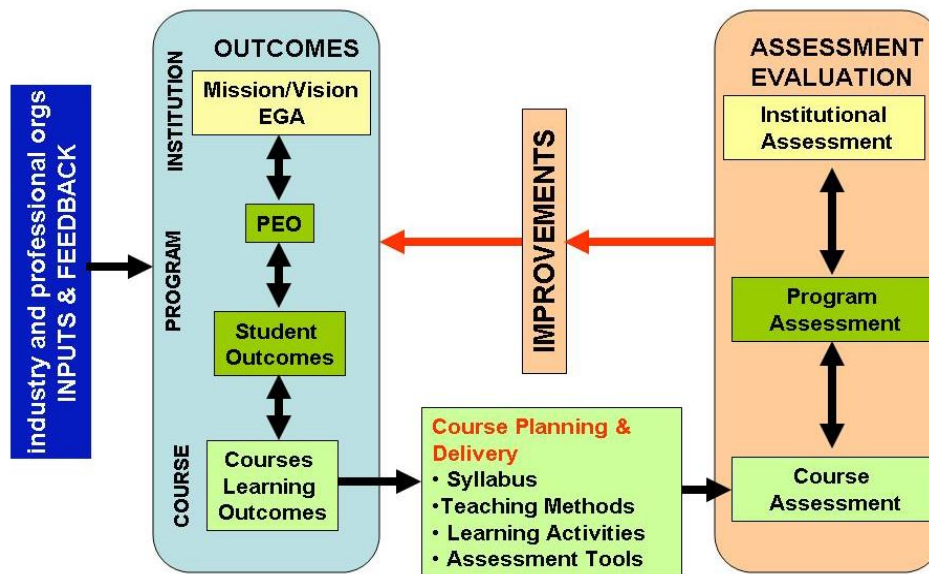 industry and professional orgs
INPUTS & FEEDBACK
OUTCOMES
INSTITUTION
Mission/Vision
EGA
PROGRAM
PEO
Student
Outcomes
COURSE
Courses
Learning
Outcomes
Course Planning &
Delivery
• Syllabus
•Teaching Methods
• Learning Activities
• Assessment Tools
IMPROVEMENTS
ASSESSMENT
EVALUATION
Institutional
Assessment
Program
Assessment
Course
Assessment